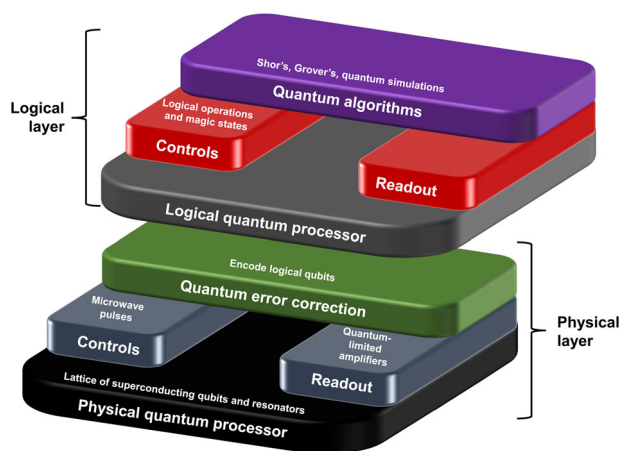 Shor's, Grover's, quantum simulations
Quantum algorithms
Logical
layer
Logical operations
and magic states
Controls
Readout
Logical quantum processor
Encode logical qubits
Quantum error correction
Physical
layer
Microwave
pulses
Controls
Quantum-
limited
amplifiers
Readout
Lattice of superconducting qubits and resonators
Physical quantum processor